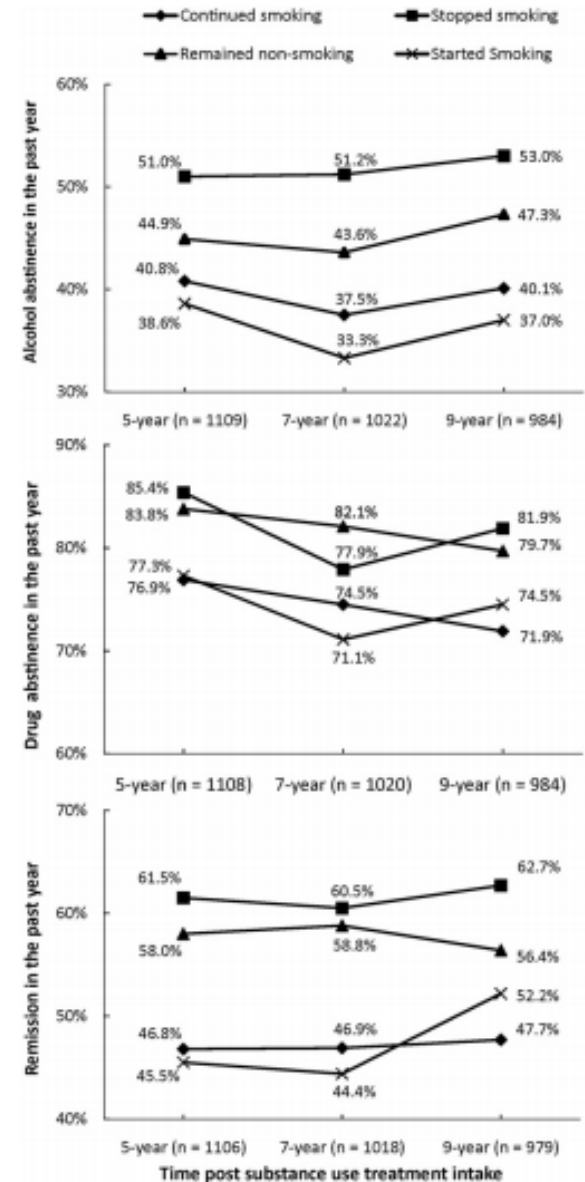 Continued smoking Stopped smoking
Remained non-smoking Started Smoking
Alcohol abstinence in the past year
60%
50%
40%
30%
51.0% 51.2% 53.0%
44.9% 43.6% 47.3%
40.8% 37.5% 40.1%
38.6% 33.3% 37.0%
5-year (n = 1109) 7-year (n = 1022) 9-year (n = 984)
Drug abstinence in the past year
90%
80%
70%
60%
85.4% 77.9% 81.9%
83.8% 82.1% 79.7%
77.3% 71.1% 74.5%
76.9% 74.5% 71.9%
5-year (n = 1108) 7-year (n = 1020) 9-year (n = 984)
Remission in the past year
70%
60%
50%
40%
61.5% 60.5% 62.7%
58.0% 58.8% 56.4%
46.8% 46.9% 47.7%
45.5% 44.4% 52.2%
5-year (n = 1106) 7-year (n = 1018) 9-year (n = 979)
Time post substance use treatment intake